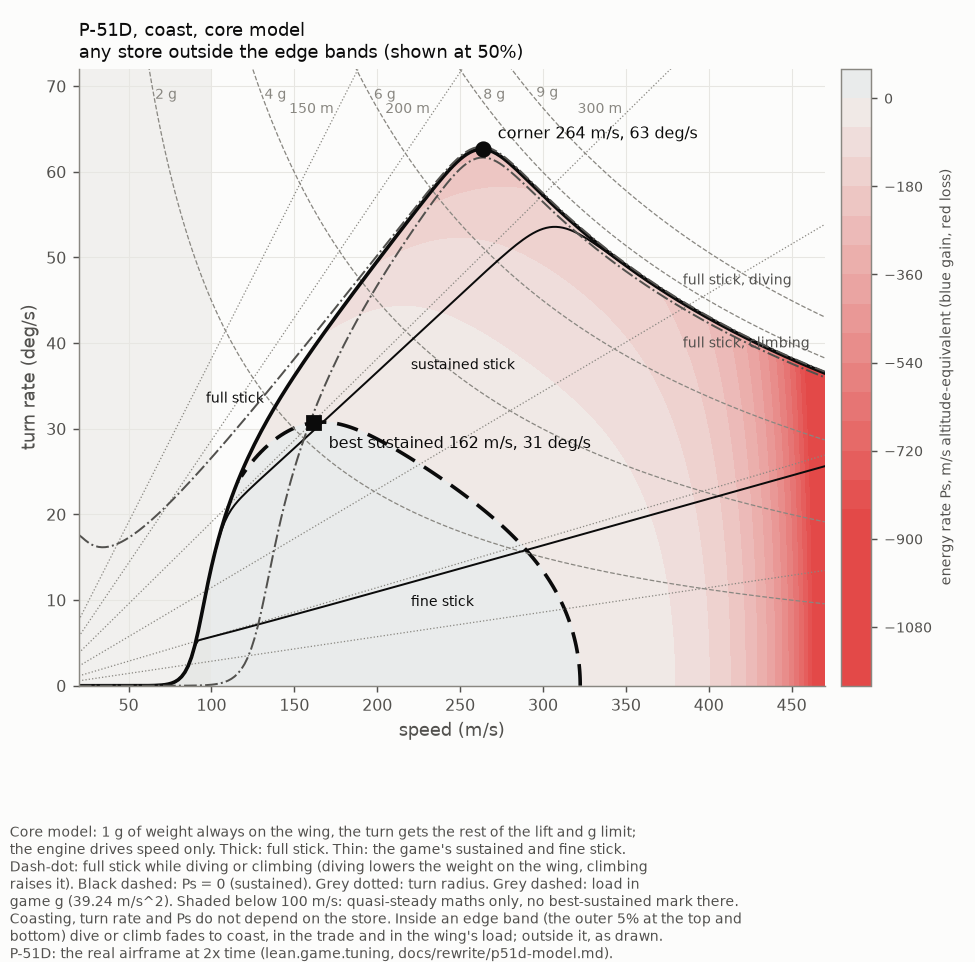 P-51D, coast, core model
any store outside the edge bands (shown at 50%)
70
60
50
40
30
20
10
0
turn rate (deg/s)
2 g
4 g
6 g
8 g
9 g
150 m
200 m
300 m
corner 264 m/s, 63 deg/s
full stick, diving
full stick, climbing
sustained stick
full stick
best sustained 162 m/s, 31 deg/s
fine stick
50
100
150
200
250
300
350
400
450
speed (m/s)
0
−180
−360
−540
−720
−900
−1080
energy rate Ps, m/s altitude-equivalent (blue gain, red loss)
Core model: 1 g of weight always on the wing, the turn gets the rest of the lift and g limit;
the engine drives speed only. Thick: full stick. Thin: the game's sustained and fine stick.
Dash-dot: full stick while diving or climbing (diving lowers the weight on the wing, climbing
raises it). Black dashed: Ps = 0 (sustained). Grey dotted: turn radius. Grey dashed: load in
game g (39.24 m/s^2). Shaded below 100 m/s: quasi-steady maths only, no best-sustained mark there.
Coasting, turn rate and Ps do not depend on the store. Inside an edge band (the outer 5% at the top and
bottom) dive or climb fades to coast, in the trade and in the wing's load; outside it, as drawn.
P-51D: the real airframe at 2x time (lean.game.tuning, docs/rewrite/p51d-model.md).